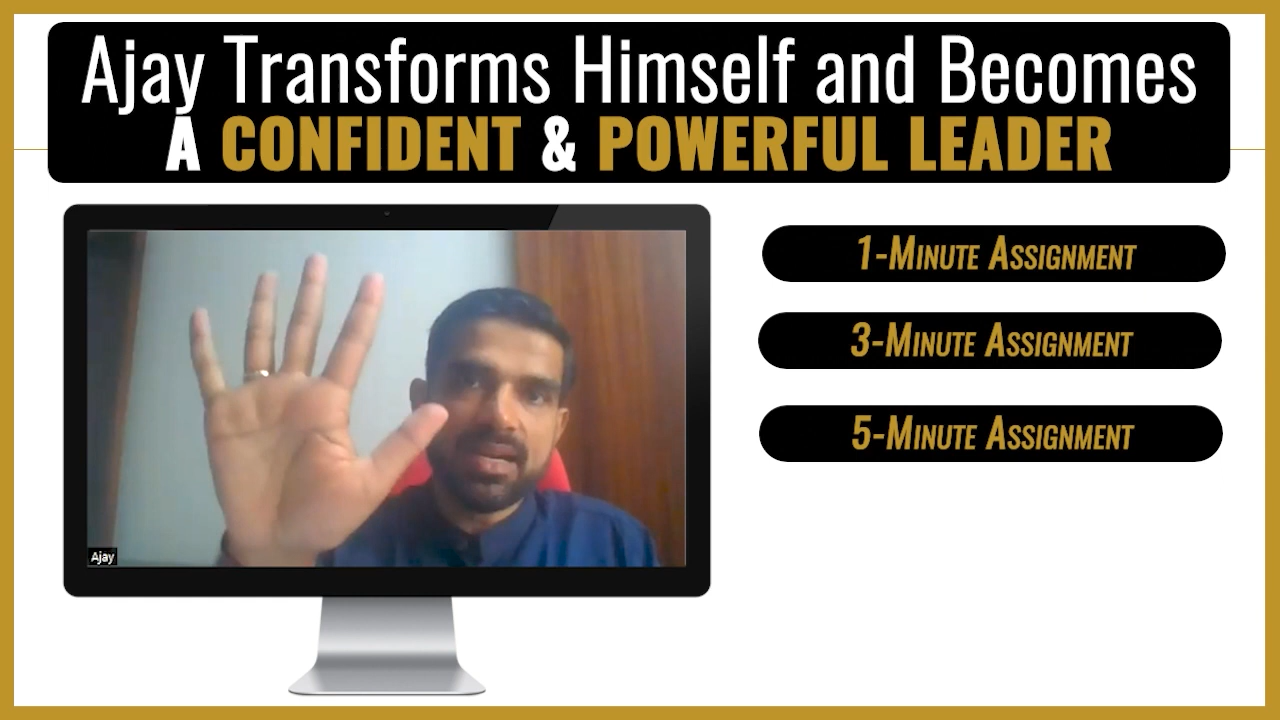 Ajay Transforms Himself and Becomes
A CONFIDENT & POWERFUL LEADER
1-Minute Assignment
3-Minute Assignment
5-Minute Assignment
Ajay